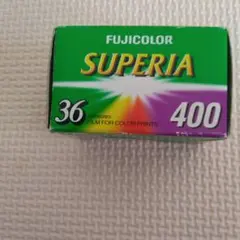 FUJICOLOR
SUPERIA
36
FILM FOR COLOR PRINTS
400